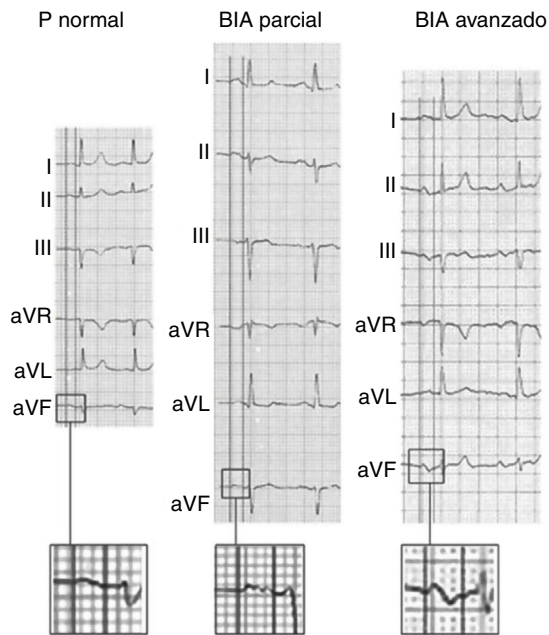 P normal
BIA parcial
BIA avanzado
I
II
III
aVR
aVL
aVF
I
II
III
aVR
aVL
aVF
I
II
III
aVR
aVL
aVF